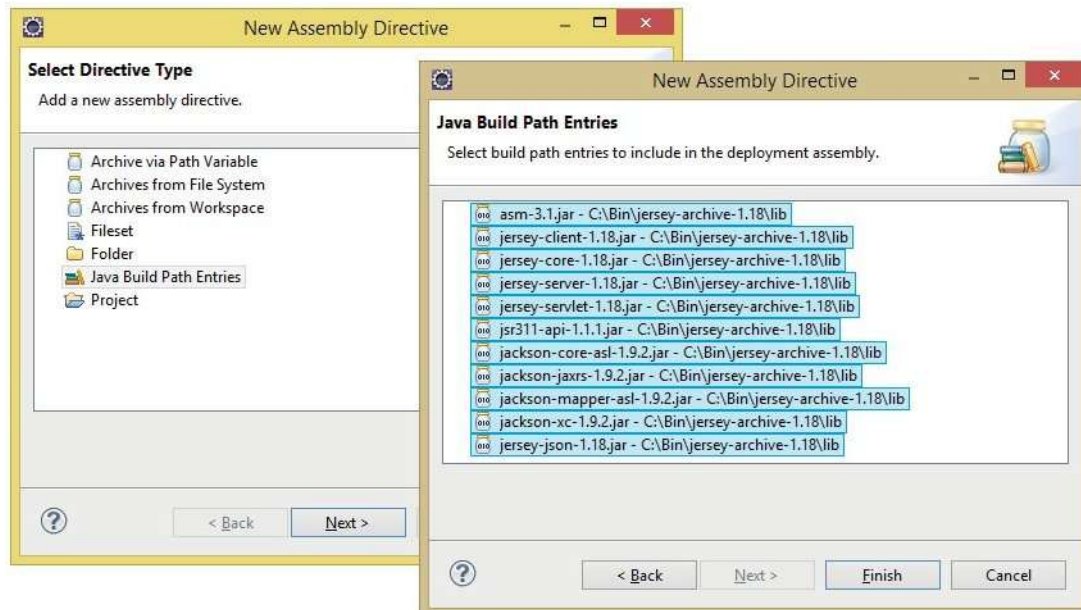 New Assembly Directive
Select Directive Type
Add a new assembly directive.
Archive via Path Variable
Archives from File System
Archives from Workspace
Fileset
Folder
Java Build Path Entries
Project
< Back
Next >
New Assembly Directive
Java Build Path Entries
Select build path entries to include in the deployment assembly.
asm-3.1.jar - C:\Bin\jersey-archive-1.18\lib
jersey-client-1.18.jar - C:\Bin\jersey-archive-1.18\lib
jersey-core-1.18.jar - C:\Bin\jersey-archive-1.18\lib
jersey-server-1.18.jar - C:\Bin\jersey-archive-1.18\lib
jersey-servlet-1.18.jar - C:\Bin\jersey-archive-1.18\lib
jsr311-api-1.1.1.jar - C:\Bin\jersey-archive-1.18\lib
jackson-core-asl-1.9.2.jar - C:\Bin\jersey-archive-1.18\lib
jackson-jaxrs-1.9.2.jar - C:\Bin\jersey-archive-1.18\lib
jackson-mapper-asl-1.9.2.jar - C:\Bin\jersey-archive-1.18\lib
jackson-xc-1.9.2.jar - C:\Bin\jersey-archive-1.18\lib
jersey-json-1.18.jar - C:\Bin\jersey-archive-1.18\lib
< Back
Next >
Finish
Cancel